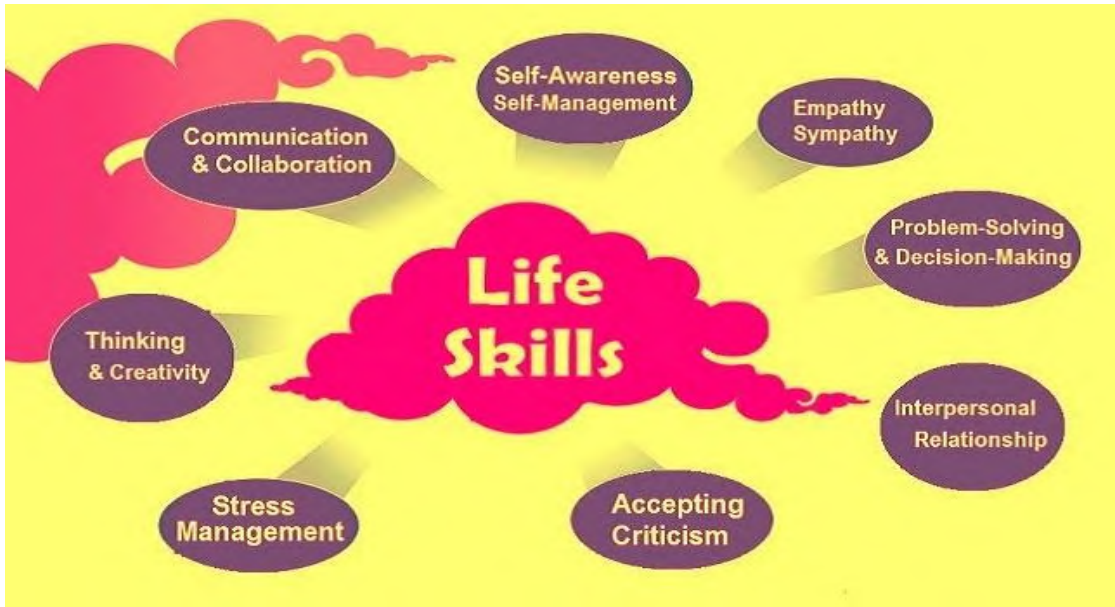 Self-Awareness
Self-Management
Empathy
Sympathy
Communication
& Collaboration
Problem-Solving
& Decision-Making
Life
Skills
Thinking
& Creativity
Interpersonal
Relationship
Stress
Management
Accepting
Criticism